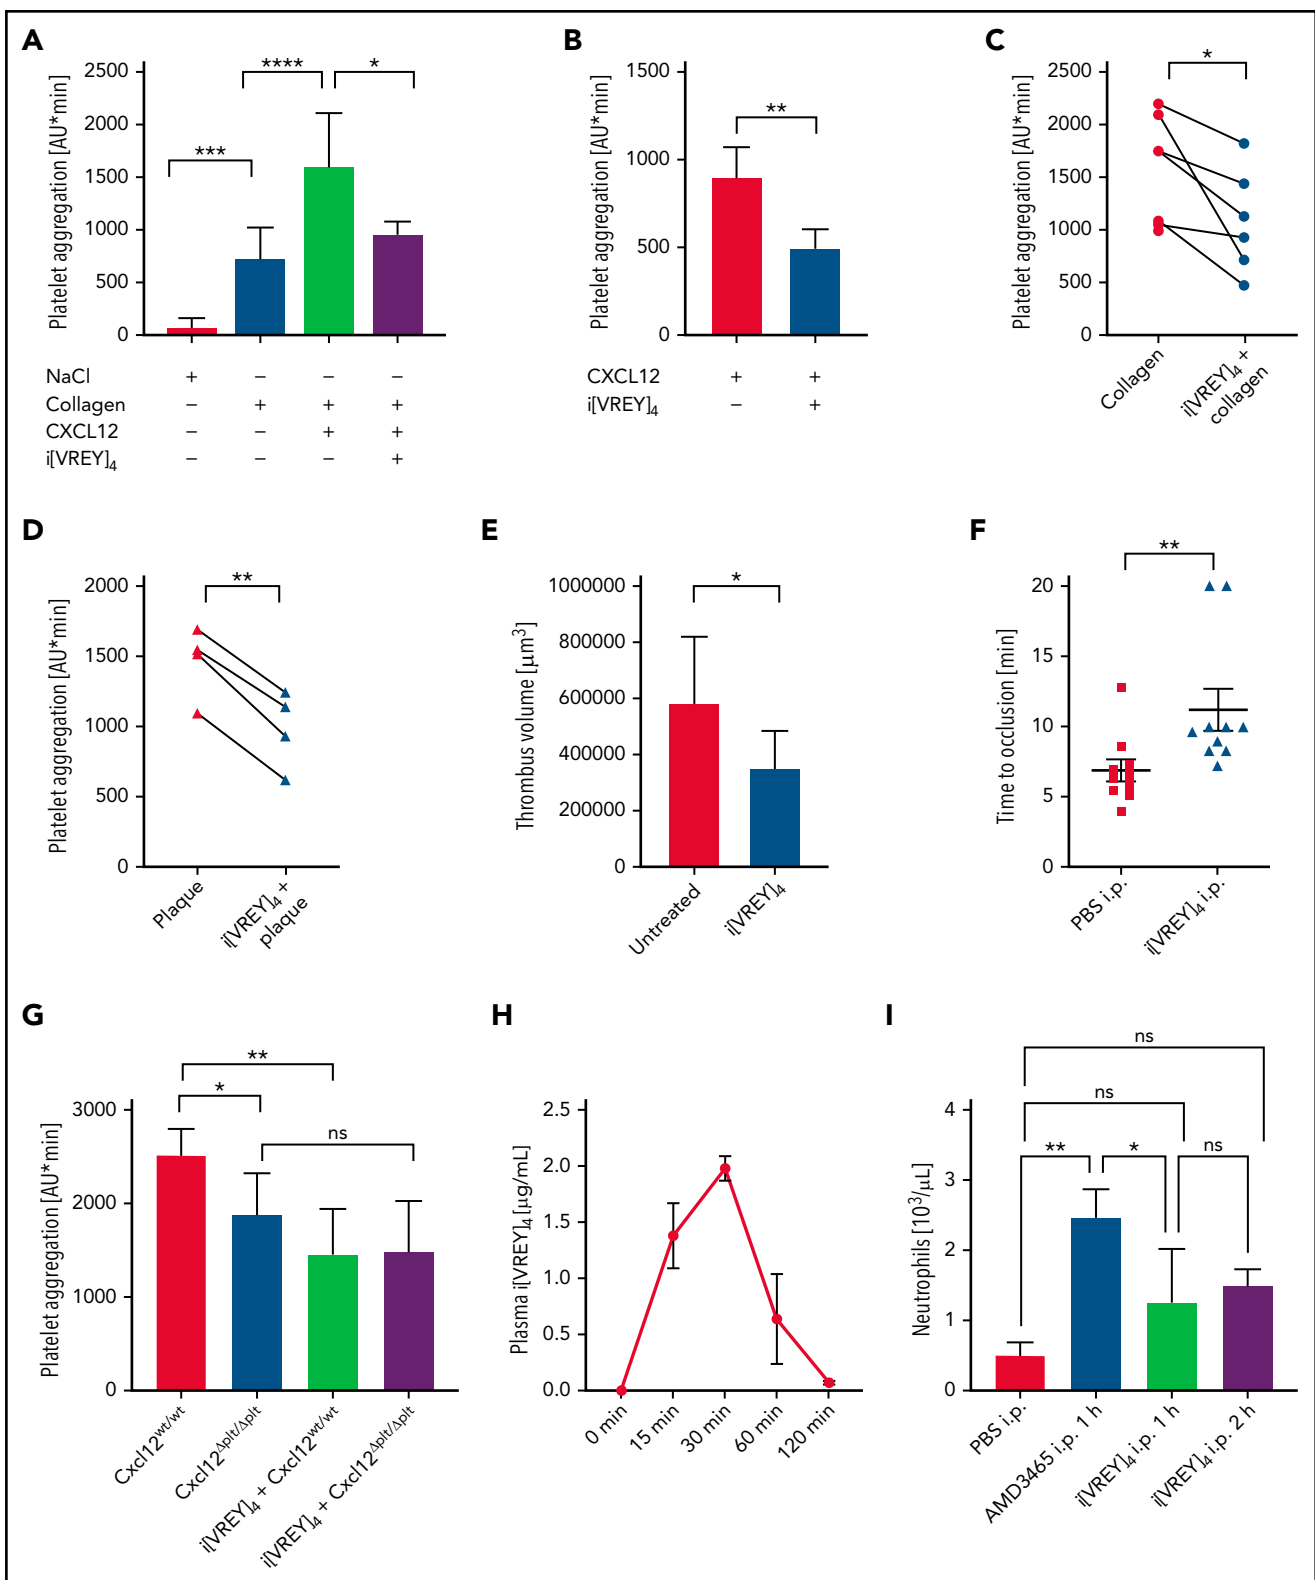 A
Platelet aggregation [AU*min]
2500
2000
1500
1000
500
0
***
****
*
NaCl + – – –
Collagen – + + +
CXCL12 – – + +
i[VREY]4 – – – +
B
Platelet aggregation [AU*min]
1500
1000
500
0
**
CXCL12 + +
i[VREY]4 – +
C
Platelet aggregation [AU*min]
2500
2000
1500
1000
500
0
*
Collagen
i[VREY]4 +
collagen
D
Platelet aggregation [AU*min]
2000
1500
1000
500
0
**
Plaque
i[VREY]4 +
plaque
E
Thrombus volume [μm³]
1000000
800000
600000
400000
200000
0
*
Untreated
i[VREY]4
F
Time to occlusion [min]
20
15
10
5
0
**
PBS i.p.
i[VREY]4 i.p.
G
Platelet aggregation [AU*min]
3000
2000
1000
0
**
*
ns
Cxcl12wt/wt
Cxcl12Δplt/Δplt
i[VREY]4 + Cxcl12wt/wt
i[VREY]4 + Cxcl12Δplt/Δplt
H
Plasma i[VREY]4 [μg/mL]
2.5
2.0
1.5
1.0
0.5
0.0
0 min
15 min
30 min
60 min
120 min
I
Neutrophils [10³/μL]
4
3
2
1
0
ns
ns
**
*
ns
PBS i.p.
AMD3465 i.p. 1 h
i[VREY]4 i.p. 1 h
i[VREY]4 i.p. 2 h